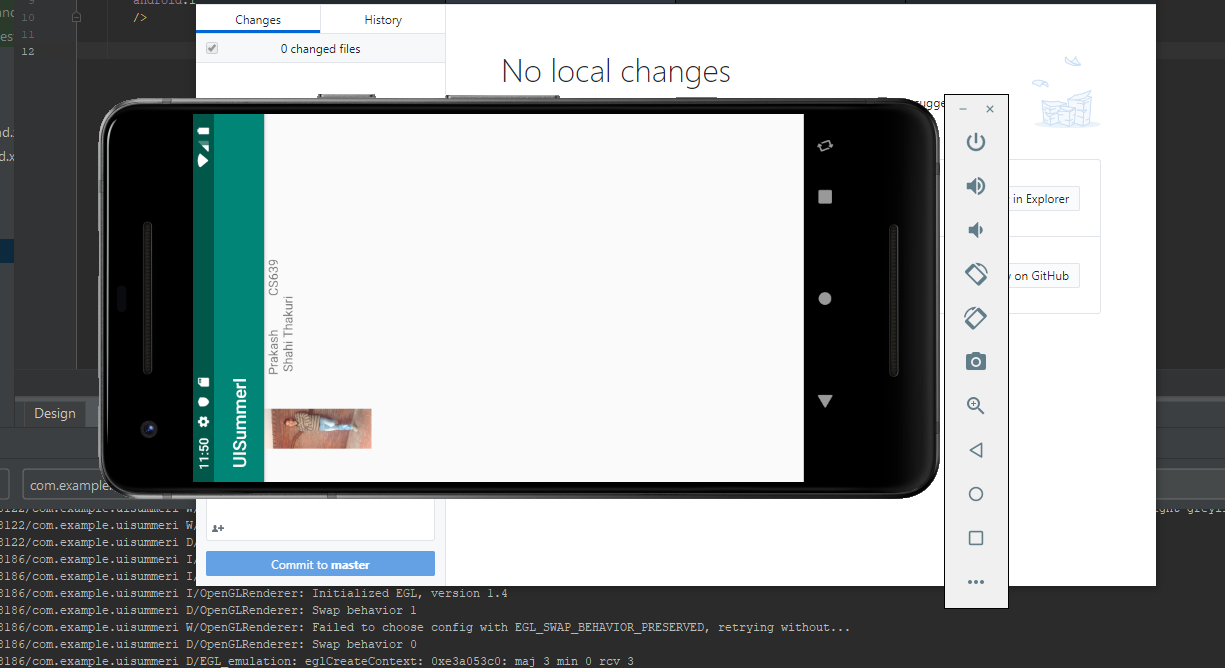 9
android:
10
/>
11
12
Changes
History
0 changed files
No local changes
in Explorer
on GitHub
11:50
UISummerI
Prakash
Shahi Thakuri
CS639
Design
com.example.
Commit to master
8122/com.example.uisummeri W/
8122/com.example.uisummeri W/
8122/com.example.uisummeri D/
8186/com.example.uisummeri I/
8186/com.example.uisummeri I/
8186/com.example.uisummeri I/OpenGLRenderer: Initialized EGL, version 1.4
8186/com.example.uisummeri D/OpenGLRenderer: Swap behavior 1
8186/com.example.uisummeri W/OpenGLRenderer: Failed to choose config with EGL_SWAP_BEHAVIOR_PRESERVED, retrying without...
8186/com.example.uisummeri D/OpenGLRenderer: Swap behavior 0
8186/com.example.uisummeri D/EGL_emulation: eglCreateContext: 0xe3a053c0: maj 3 min 0 rcv 3